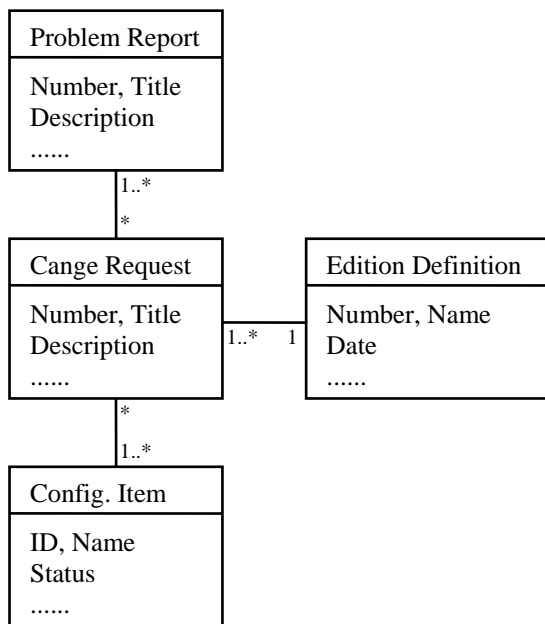 Problem Report
Number, Title
Description
......
1..*
*
Cange Request
Number, Title
Description
......
1..*
1
Edition Definition
Number, Name
Date
......
*
1..*
Config. Item
ID, Name
Status
......